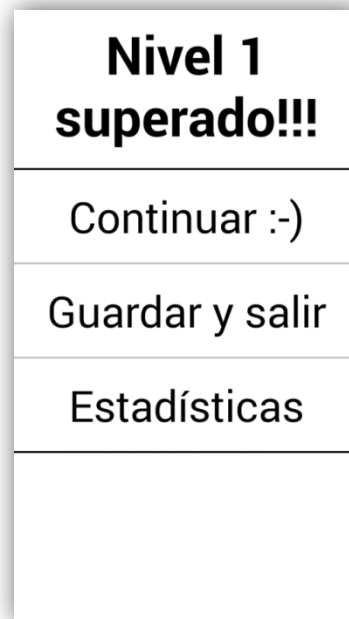 Nivel 1
superado!!!
Continuar :-)
Guardar y salir
Estadísticas